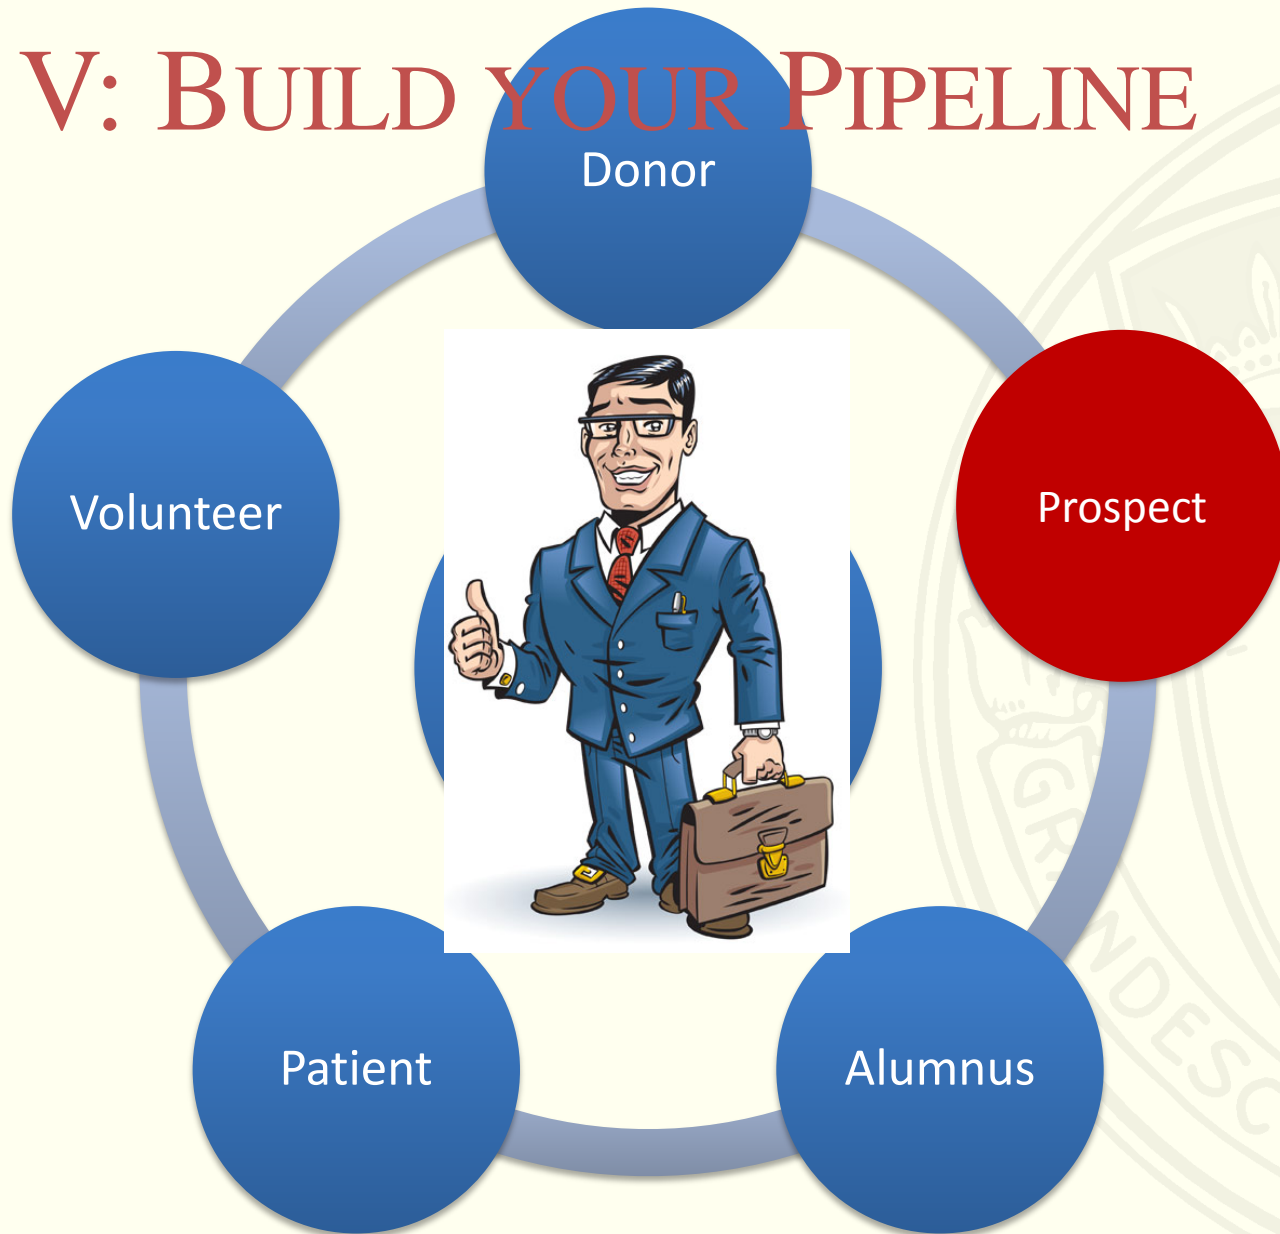 V: BUILD YOUR PIPELINE
Donor
Volunteer
Prospect
Patient
Alumnus